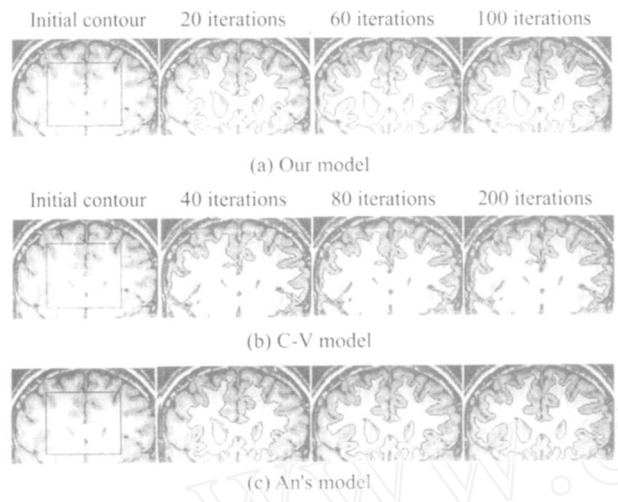 Initial contour 20 iterations 60 iterations 100 iterations
(a) Our model
Initial contour 40 iterations 80 iterations 200 iterations
(b) C-V model
(c) An's model
www.